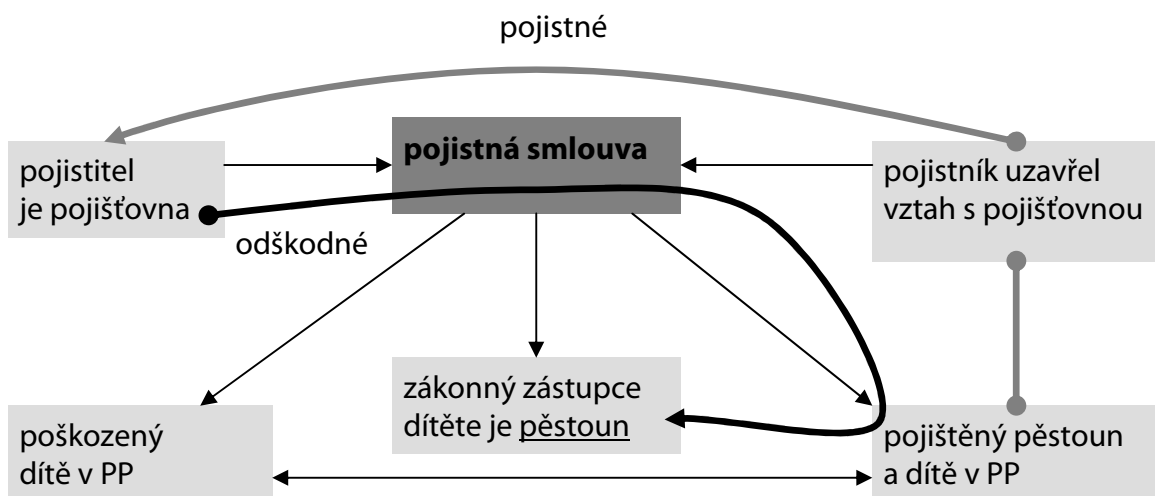 pojistné
pojistitel
je pojišťovna
pojistná smlouva
pojistník uzavřel
vztah s pojišťovnou
odškodné
zákonný zástupce
dítěte je pěstoun
poškozený
dítě v PP
pojištěný pěstoun
a dítě v PP